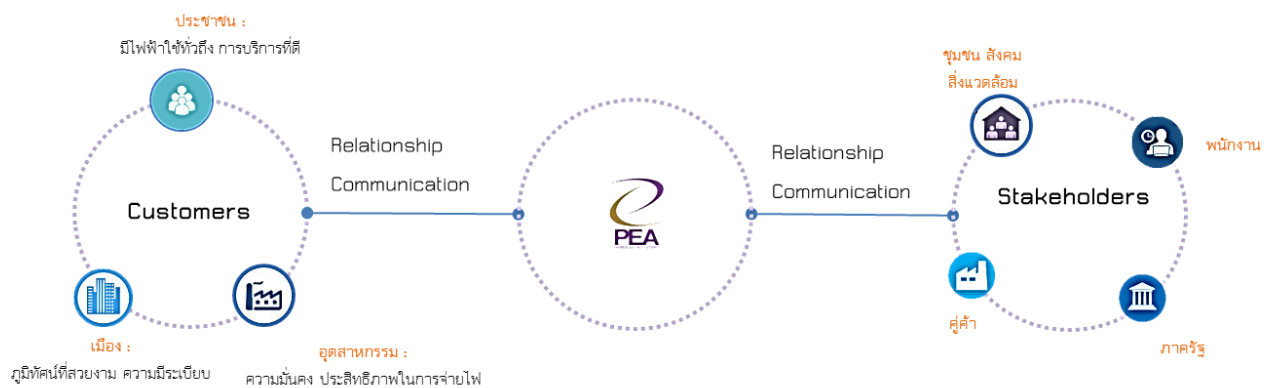 ประชาชน :
มีไฟฟ้าใช้ทั่วถึง การบริการที่ดี
Customers
เมือง :
ภูมิทัศน์ที่สวยงาม ความมีระเบียบ
อุตสาหกรรม :
ความมั่นคง ประสิทธิภาพในการจ่ายไฟ
Relationship
Communication
PEA
Relationship
Communication
ชุมชน สังคม
สิ่งแวดล้อม
พนักงาน
Stakeholders
คู่ค้า
ภาครัฐ